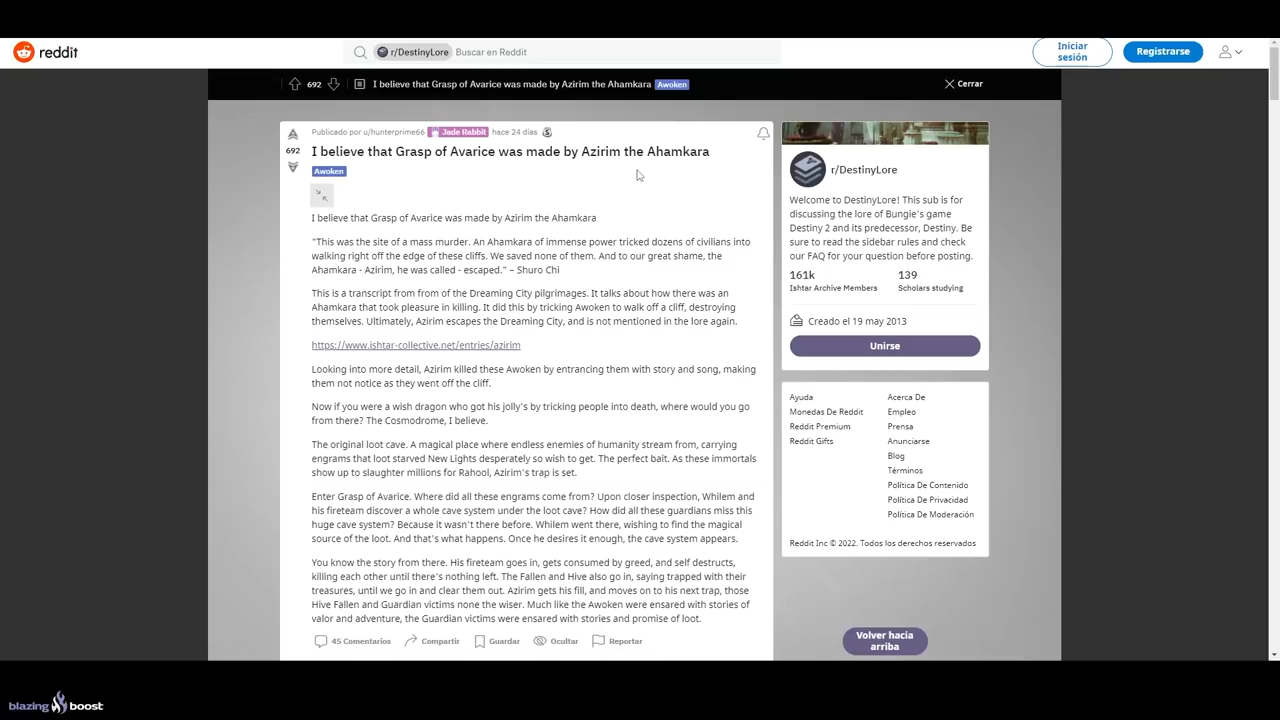 reddit
r/DestinyLore Buscar en Reddit
Iniciar sesión
Registrarse
692 I believe that Grasp of Avarice was made by Azirim the Ahamkara Awoken
Cerrar
Publicado por u/hunterprime66 Jade Rabbit hace 24 días
692
I believe that Grasp of Avarice was made by Azirim the Ahamkara
Awoken
I believe that Grasp of Avarice was made by Azirim the Ahamkara
"This was the site of a mass murder. An Ahamkara of immense power tricked dozens of civilians into
walking right off the edge of these cliffs. We saved none of them. And to our great shame, the
Ahamkara - Azirim, he was called - escaped." – Shuro Chi
This is a transcript from from of the Dreaming City pilgrimages. It talks about how there was an
Ahamkara that took pleasure in killing. It did this by tricking Awoken to walk off a cliff, destroying
themselves. Ultimately, Azirim escapes the Dreaming City, and is not mentioned in the lore again.
https://www.ishtar-collective.net/entries/azirim
Looking into more detail, Azirim killed these Awoken by entrancing them with story and song, making
them not notice as they went off the cliff.
Now if you were a wish dragon who got his jolly's by tricking people into death, where would you go
from there? The Cosmodrome, I believe.
The original loot cave. A magical place where endless enemies of humanity stream from, carrying
engrams that loot starved New Lights desperately so wish to get. The perfect bait. As these immortals
show up to slaughter millions for Rahool, Azirim's trap is set.
Enter Grasp of Avarice. Where did all these engrams come from? Upon closer inspection, Whilem and
his fireteam discover a whole cave system under the loot cave? How did all these guardians miss this
huge cave system? Because it wasn't there before. Whilem went there, wishing to find the magical
source of the loot. And that's what happens. Once he desires it enough, the cave system appears.
You know the story from there. His fireteam goes in, gets consumed by greed, and self destructs,
killing each other until there's nothing left. The Fallen and Hive also go in, saying trapped with their
treasures, until we go in and clear them out. Azirim gets his fill, and moves on to his next trap, those
Hive Fallen and Guardian victims none the wiser. Much like the Awoken were ensared with stories of
valor and adventure, the Guardian victims were ensared with stories and promise of loot.
45 Comentarios Compartir Guardar Ocultar Reportar
r/DestinyLore
Welcome to DestinyLore! This sub is for
discussing the lore of Bungie's game
Destiny 2 and its predecessor, Destiny. Be
sure to read the sidebar rules and check
our FAQ for your question before posting.
161k 139
Ishtar Archive Members Scholars studying
Creado el 19 may 2013
Unirse
Ayuda Acerca De
Monedas De Reddit Empleo
Reddit Premium Prensa
Reddit Gifts Anunciarse
Blog
Términos
Política De Contenido
Política De Privacidad
Política De Moderación
Reddit Inc © 2022. Todos los derechos reservados
Volver hacia
arriba
blazing boost